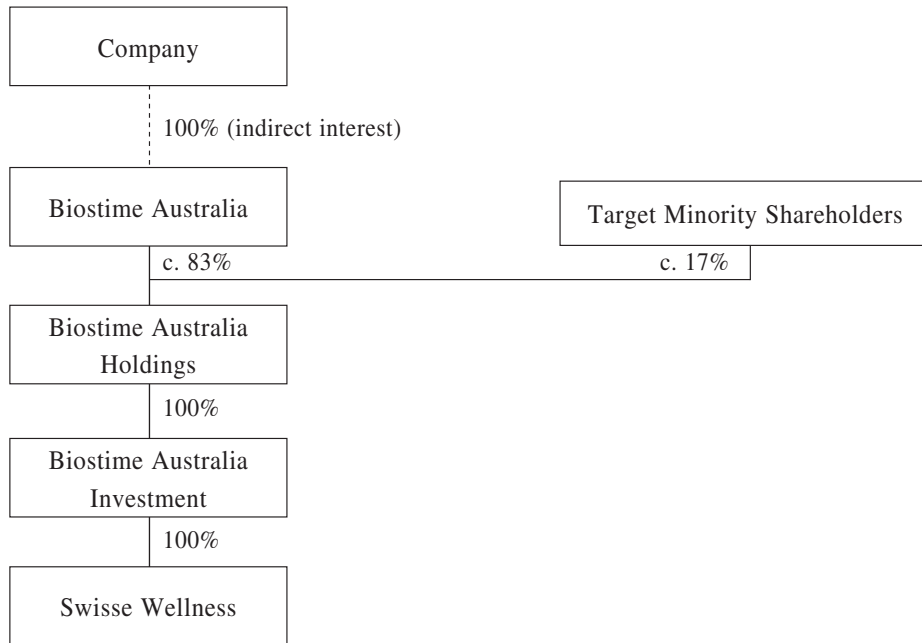 Company
100% (indirect interest)
Biostime Australia
Target Minority Shareholders
c. 83%
c. 17%
Biostime Australia
Holdings
100%
Biostime Australia
Investment
100%
Swisse Wellness